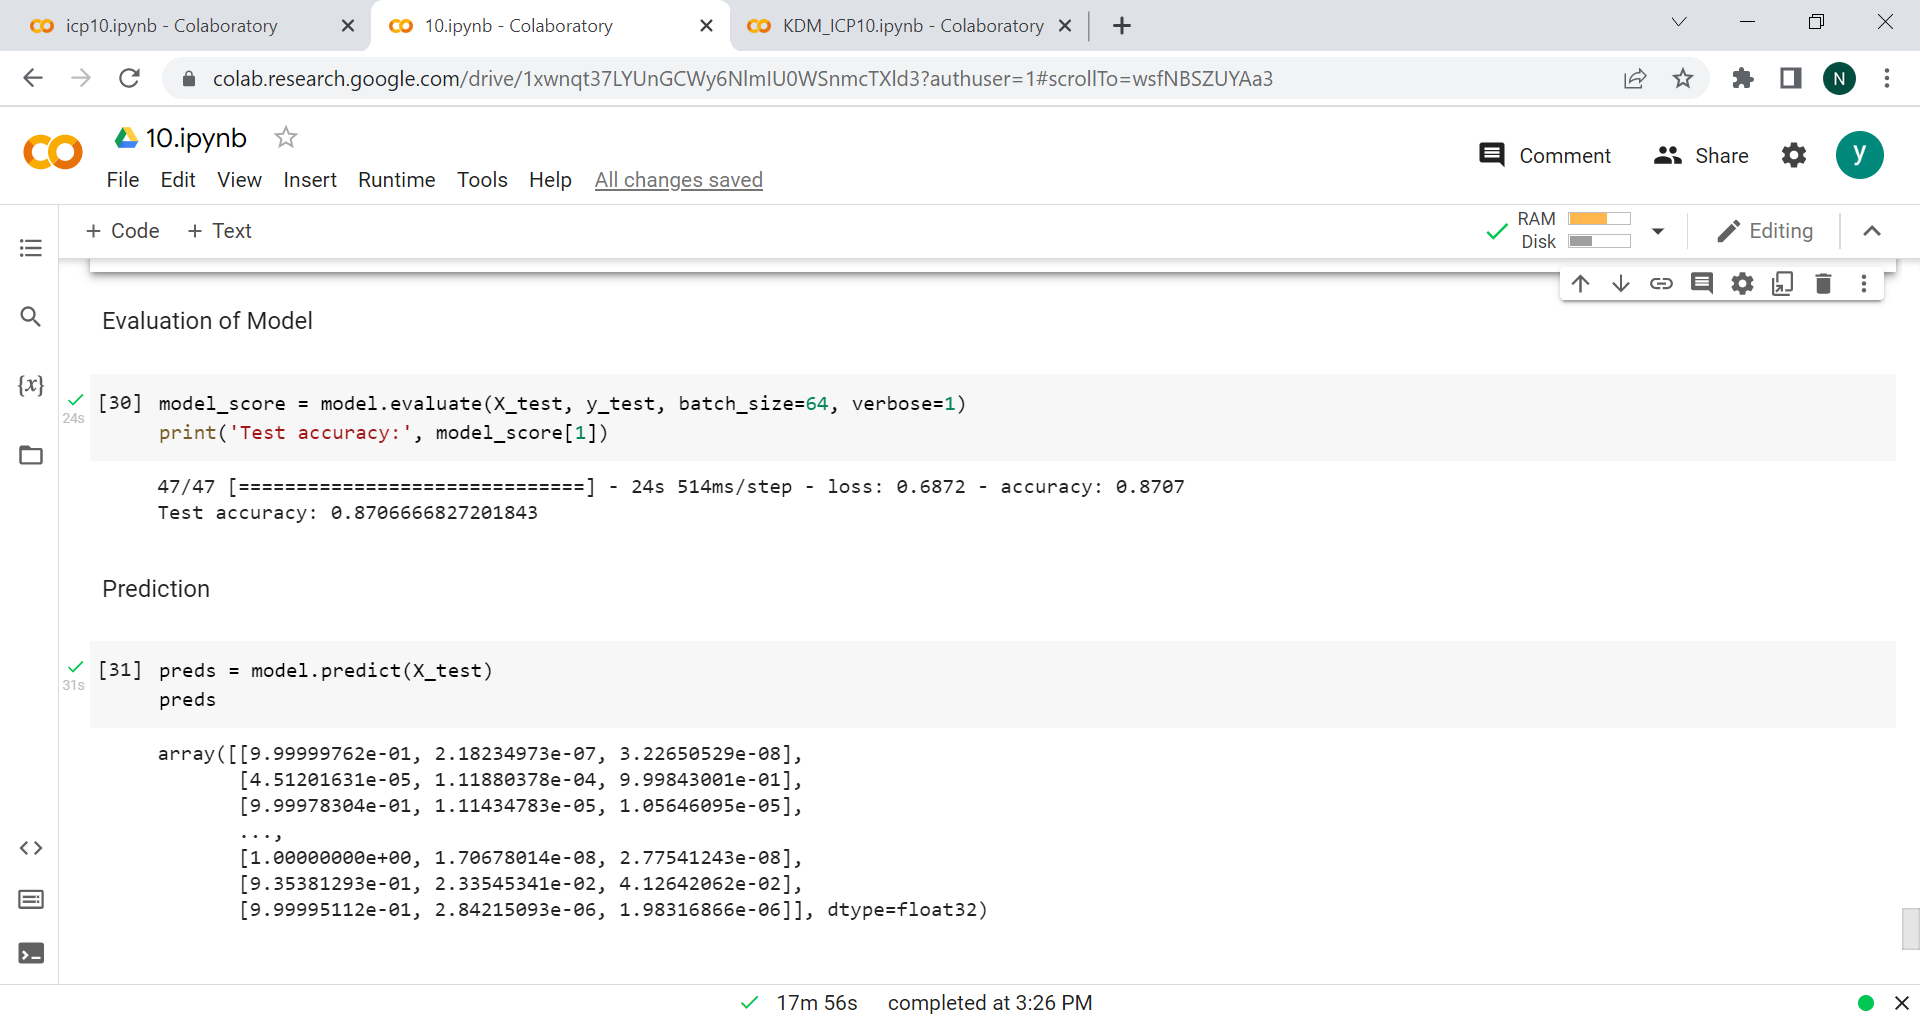 icp10.ipynb - Colaboratory
10.ipynb - Colaboratory
KDM_ICP10.ipynb - Colaboratory
colab.research.google.com/drive/1xwnqt37LYUnGCWy6NlmIU0WSnmcTXld3?authuser=1#scrollTo=wsfNBSZUYAa3
N
10.ipynb
File Edit View Insert Runtime Tools Help All changes saved
Comment Share y
+ Code + Text
RAM
Disk
Editing
Evaluation of Model
24s
[30] model_score = model.evaluate(X_test, y_test, batch_size=64, verbose=1)
print('Test accuracy:', model_score[1])
47/47 [==============================] - 24s 514ms/step - loss: 0.6872 - accuracy: 0.8707
Test accuracy: 0.8706666827201843
Prediction
31s
[31] preds = model.predict(X_test)
preds
array([[9.99999762e-01, 2.18234973e-07, 3.22650529e-08],
[4.51201631e-05, 1.11880378e-04, 9.99843001e-01],
[9.99978304e-01, 1.11434783e-05, 1.05646095e-05],
...,
[1.00000000e+00, 1.70678014e-08, 2.77541243e-08],
[9.35381293e-01, 2.33545341e-02, 4.12642062e-02],
[9.99995112e-01, 2.84215093e-06, 1.98316866e-06]], dtype=float32)
17m 56s completed at 3:26 PM